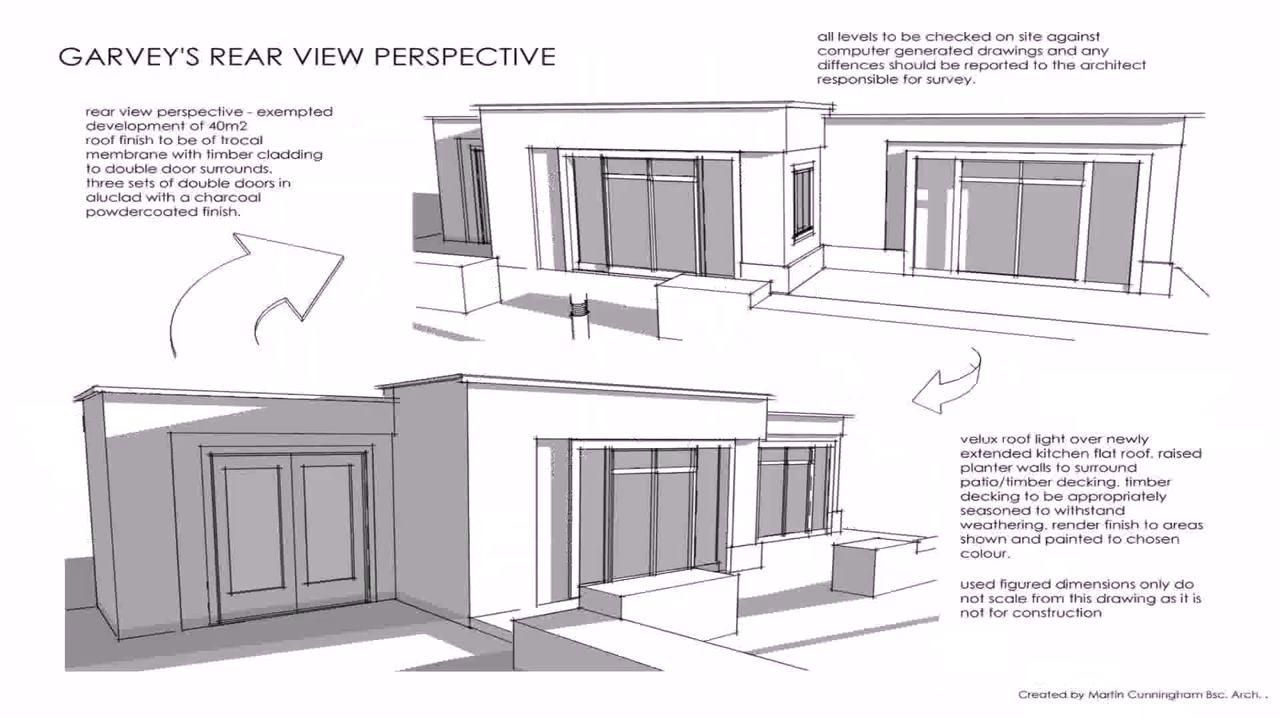 GARVEY'S REAR VIEW PERSPECTIVE
all levels to be checked on site against
computer generated drawings and any
diffences should be reported to the architect
responsible for survey.
rear view perspective - exempted
development of 40m2
roof finish to be of trocal
membrane with timber cladding
to double door surrounds.
three sets of double doors in
aluclad with a charcoal
powdercoated finish.
velux roof light over newly
extended kitchen flat roof. raised
planter walls to surround
patio/timber decking. timber
decking to be appropriately
seasoned to withstand
weathering. render finish to areas
shown and painted to chosen
colour.
used figured dimensions only do
not scale from this drawing as it is
not for construction
Created by Martin Cunningham Bsc. Arch. .